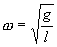 ω = √(g/l)